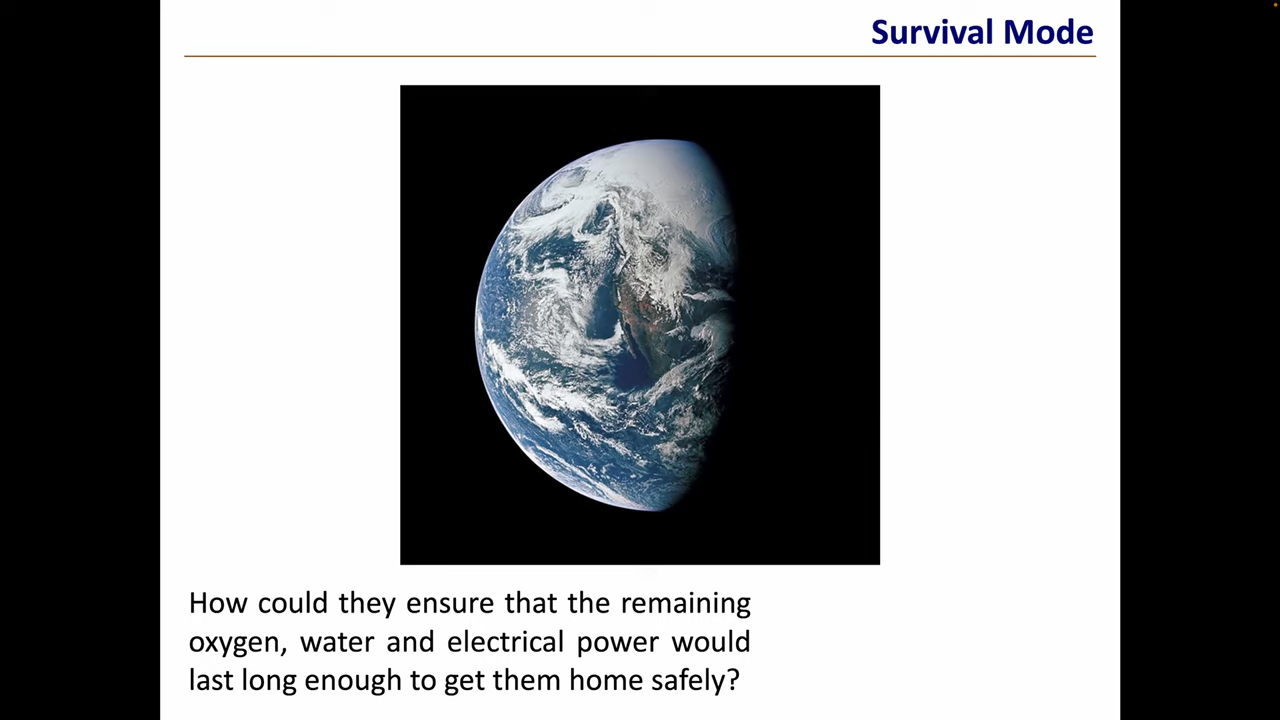 Survival Mode
How could they ensure that the remaining
oxygen, water and electrical power would
last long enough to get them home safely?